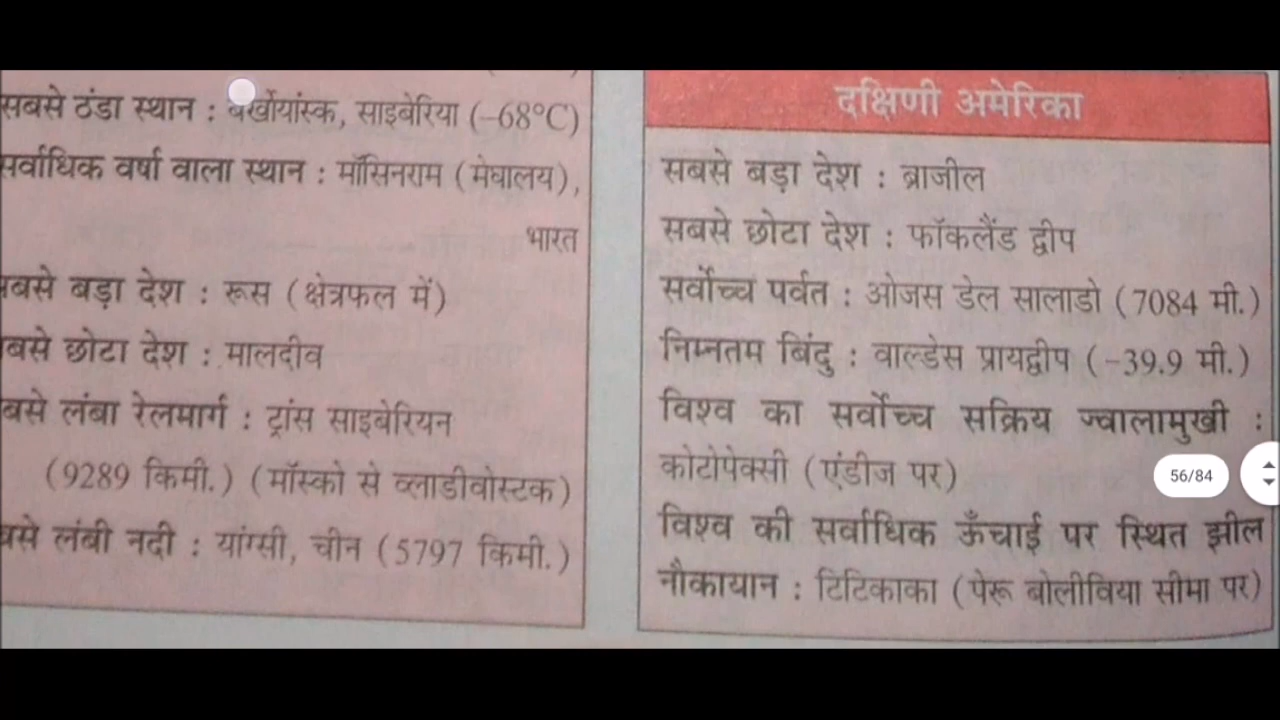 सबसे ठंडा स्थान : बर्खोयांस्क, साइबेरिया (–68°C)
सर्वाधिक वर्षा वाला स्थान : मॉसिनराम (मेघालय),
भारत
सबसे बड़ा देश : रूस (क्षेत्रफल में)
बसे छोटा देश : मालदीव
बसे लंबा रेलमार्ग : ट्रांस साइबेरियन
(9289 किमी.) (मॉस्को से व्लाडीवोस्टक)
बसे लंबी नदी : यांग्सी, चीन (5797 किमी.)
दक्षिणी अमेरिका
सबसे बड़ा देश : ब्राजील
सबसे छोटा देश : फॉकलैंड द्वीप
सर्वोच्च पर्वत : ओजस डेल सालाडो (7084 मी.)
निम्नतम बिंदु : वाल्डेस प्रायद्वीप (–39.9 मी.)
विश्व का सर्वोच्च सक्रिय ज्वालामुखी :
कोटोपेक्सी (एंडीज पर)
विश्व की सर्वाधिक ऊँचाई पर स्थित झील
नौकायान : टिटिकाका (पेरू बोलीविया सीमा पर)
56/84